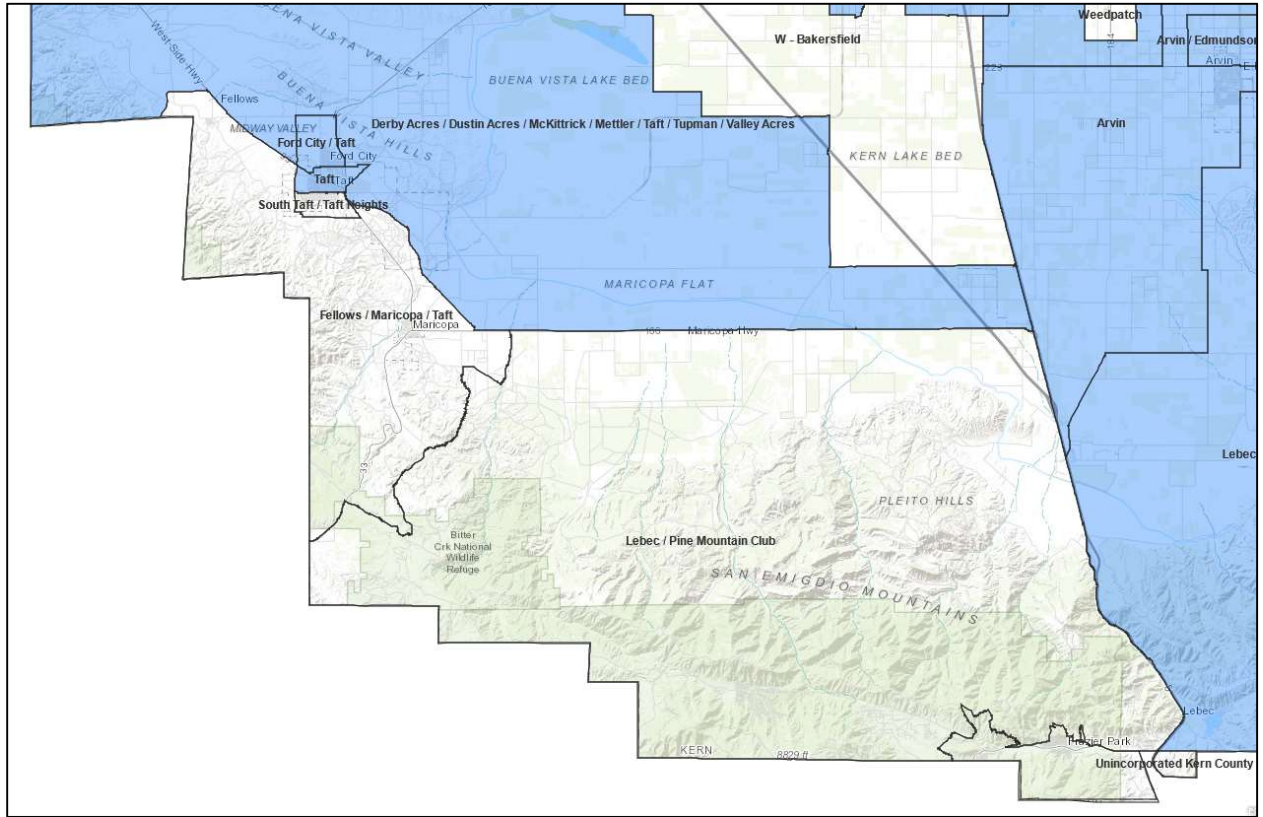 Weedpatch
W - Bakersfield
184
Arvin / Edmundson
Arvin
223
BUENA VISTA VALLEY
West-Side-Hwy
BUENA VISTA LAKE BED
Fellows
BUENA VISTA HILLS
Derby Acres / Dustin Acres / McKittrick / Mettler / Taft / Tupman / Valley Acres
Arvin
MIDWAY VALLEY
Ford City / Taft
Ford City
KERN LAKE BED
Taft
Taft
South Taft / Taft Heights
MARICOPA FLAT
Fellows / Maricopa / Taft
Maricopa
166
Maricopa Hwy
Lebec
33
PLEITO HILLS
Bitter
Crk National
Wildlife
Refuge
Lebec / Pine Mountain Club
SAN EMIGDIO MOUNTAINS
Lebec
Frazier Park
KERN
8829 ft
Unincorporated Kern County